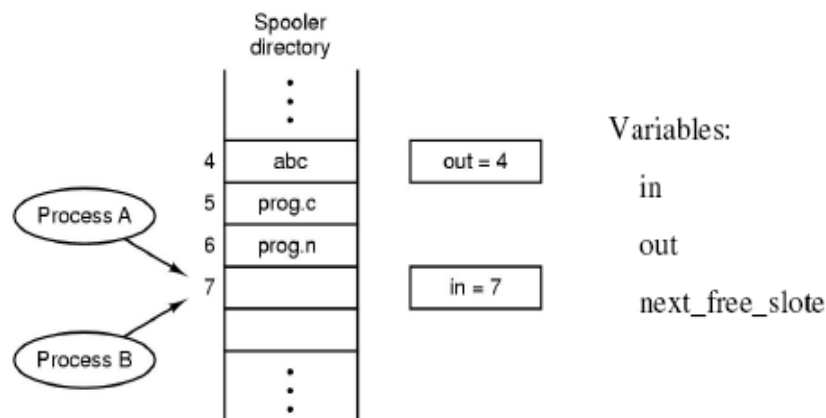 Spooler
directory
4 abc
out = 4
5 prog.c
6 prog.n
7
in = 7
Process A
Process B
Variables:
in
out
next_free_slote